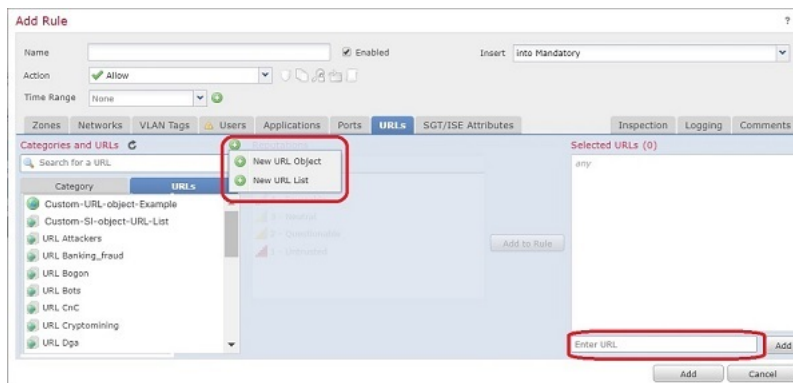 Add Rule ?
Name Enabled Insert into Mandatory
Action Allow
Time Range None
Zones Networks VLAN Tags Users Applications Ports URLs SGT/ISE Attributes Inspection Logging Comments
Categories and URLs Reputations Selected URLs (0)
Search for a URL
New URL Object
New URL List
any
Category URLs
Custom-URL-object-Example
Custom-SI-object-URL-List
3 - Neutral
URL Attackers
2 - Questionable
URL Banking_fraud
1 - Untrusted
Add to Rule
URL Bogon
URL Bots
URL CnC
URL Cryptomining
URL Dga
Enter URL Add
Add Cancel